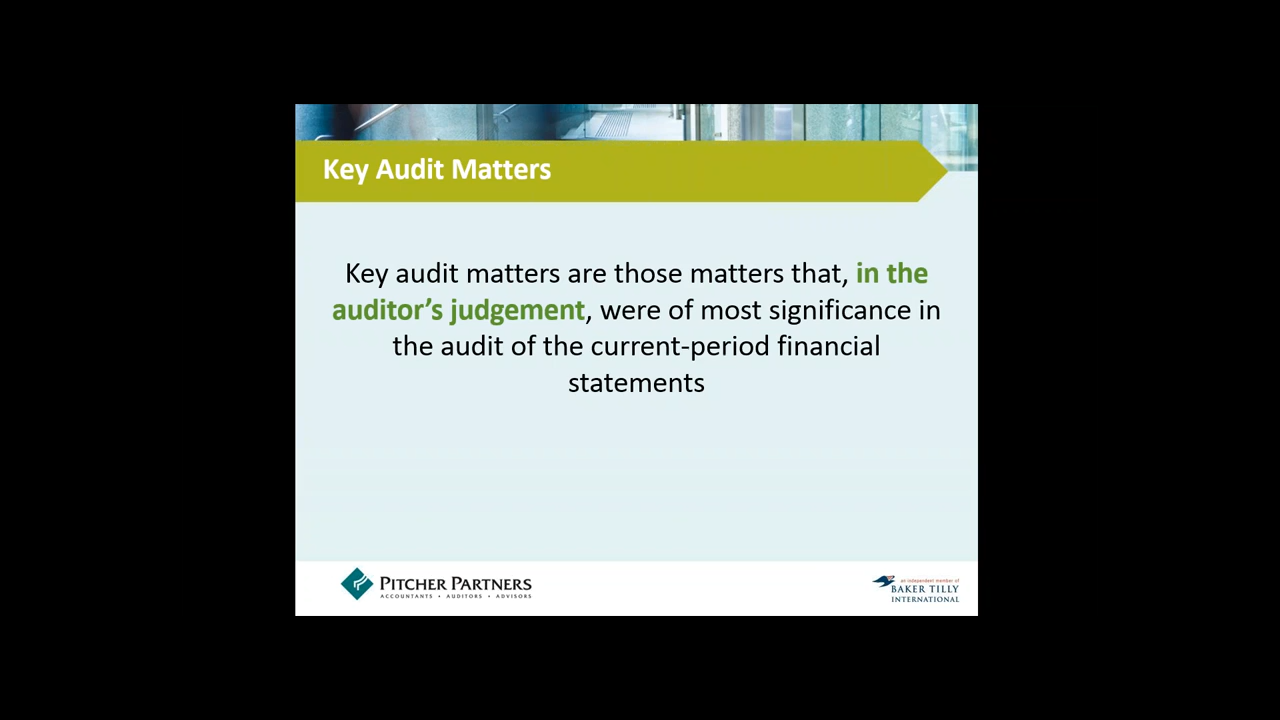 Key Audit Matters
Key audit matters are those matters that, in the
auditor’s judgement, were of most significance in
the audit of the current-period financial
statements
PITCHER PARTNERS
ACCOUNTANTS • AUDITORS • ADVISORS
an independent member of
BAKER TILLY
INTERNATIONAL